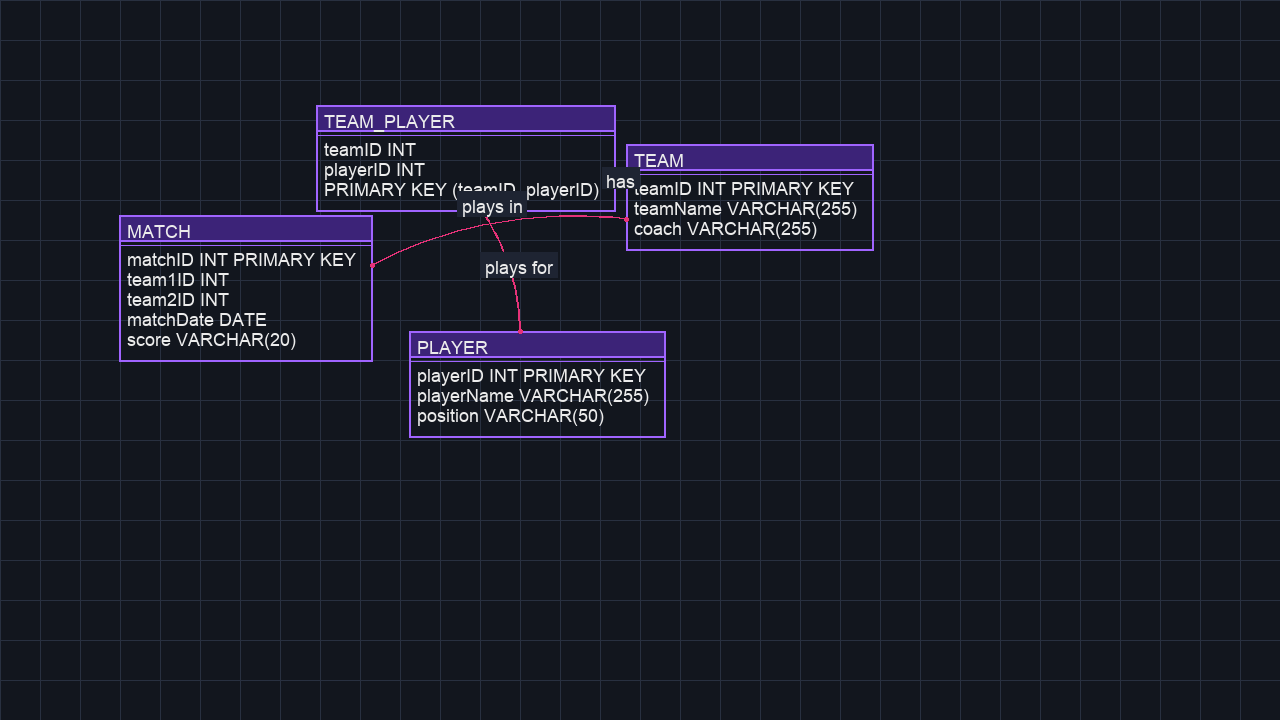 TEAM_PLAYER
teamID INT
playerID INT
PRIMARY KEY (teamID, playerID)
has
plays in
TEAM
teamID INT PRIMARY KEY
teamName VARCHAR(255)
coach VARCHAR(255)
MATCH
matchID INT PRIMARY KEY
team1ID INT
team2ID INT
matchDate DATE
score VARCHAR(20)
plays for
PLAYER
playerID INT PRIMARY KEY
playerName VARCHAR(255)
position VARCHAR(50)